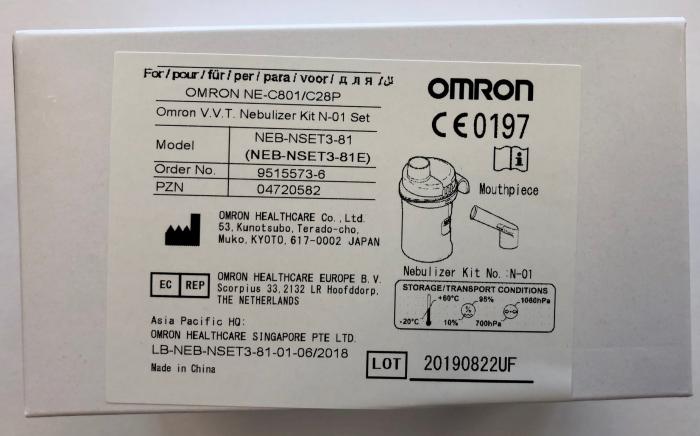 For / pour / für / per / para / voor / для / ل
OMRON NE-C801/C28P
Omron V.V.T. Nebulizer Kit N-01 Set
Model
NEB-NSET3-81
(NEB-NSET3-81E)
Order No. 9515573-6
PZN 04720582
OMRON HEALTHCARE Co., Ltd.
53, Kunotsubo, Terado-cho,
Muko, KYOTO, 617-0002 JAPAN
EC REP
OMRON HEALTHCARE EUROPE B.V.
Scorpius 33, 2132 LR Hoofddorp,
THE NETHERLANDS
Asia Pacific HQ:
OMRON HEALTHCARE SINGAPORE PTE LTD.
LB-NEB-NSET3-81-01-06/2018
Made in China
OMRON
CE0197
i
Mouthpiece
Nebulizer Kit No.:N-01
STORAGE/TRANSPORT CONDITIONS
+60°C 95% 1060hPa
-20°C 10% 700hPa
LOT 20190822UF